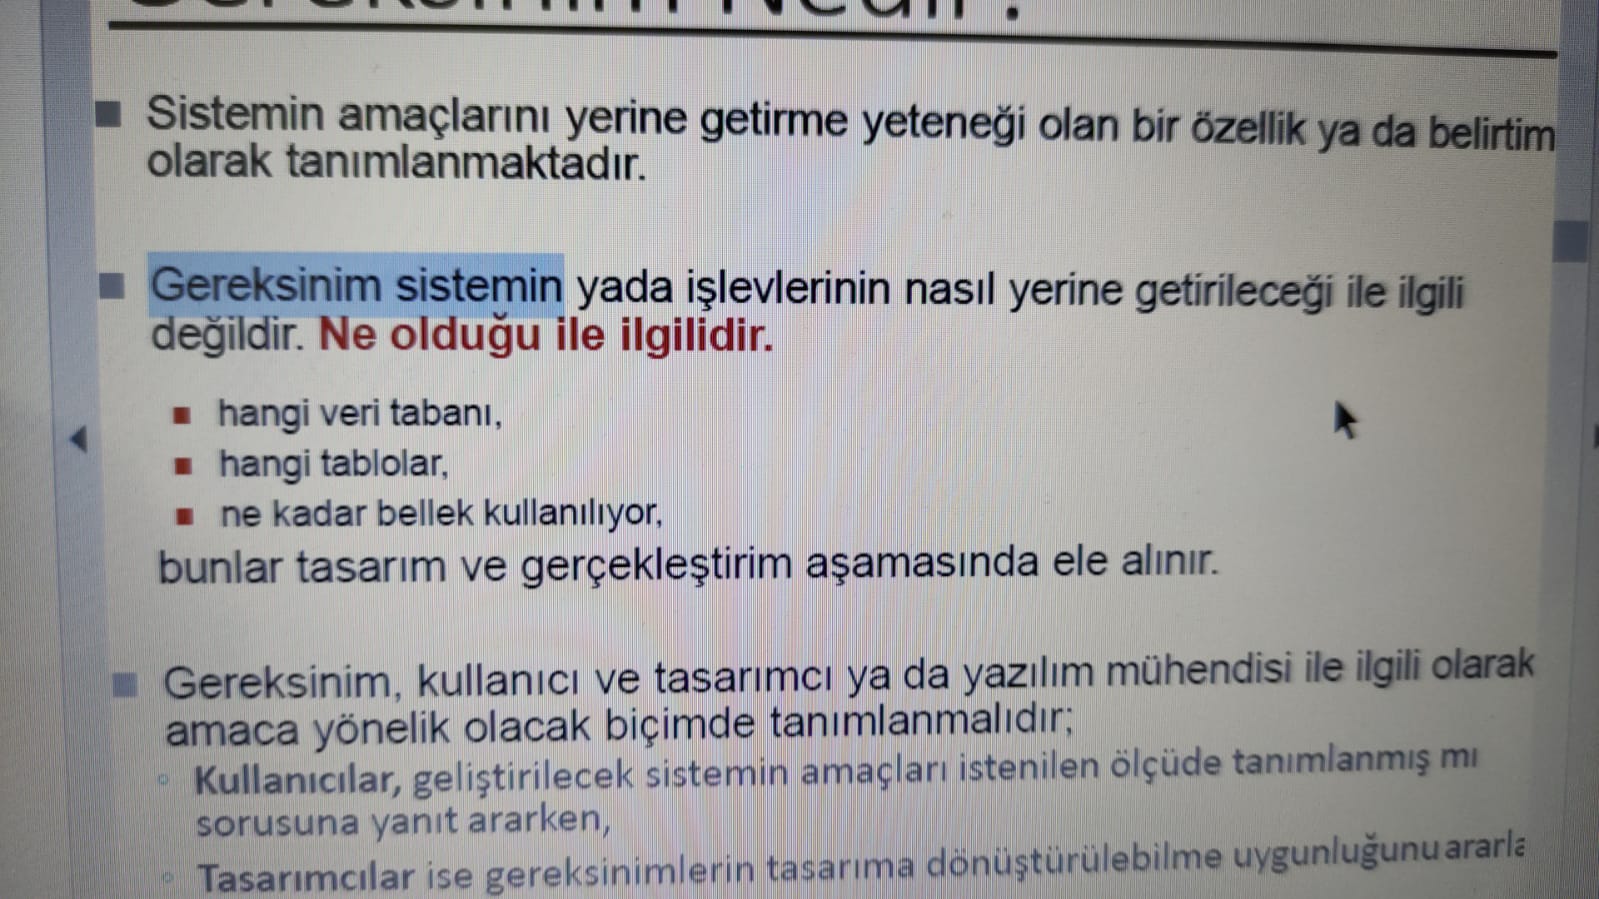 Sistemin amaçlarını yerine getirme yeteneği olan bir özellik ya da belirtim
olarak tanımlanmaktadır.
Gereksinim sistemin yada işlevlerinin nasıl yerine getirileceği ile ilgili
değildir. Ne olduğu ile ilgilidir.
hangi veri tabanı,
hangi tablolar,
ne kadar bellek kullanılıyor,
bunlar tasarım ve gerçekleştirim aşamasında ele alınır.
Gereksinim, kullanıcı ve tasarımcı ya da yazılım mühendisi ile ilgili olarak
amaca yönelik olacak biçimde tanımlanmalıdır;
Kullanıcılar, geliştirilecek sistemin amaçları istenilen ölçüde tanımlanmış mı
sorusuna yanıt ararken,
Tasarımcılar ise gereksinimlerin tasarıma dönüştürülebilme uygunluğunu